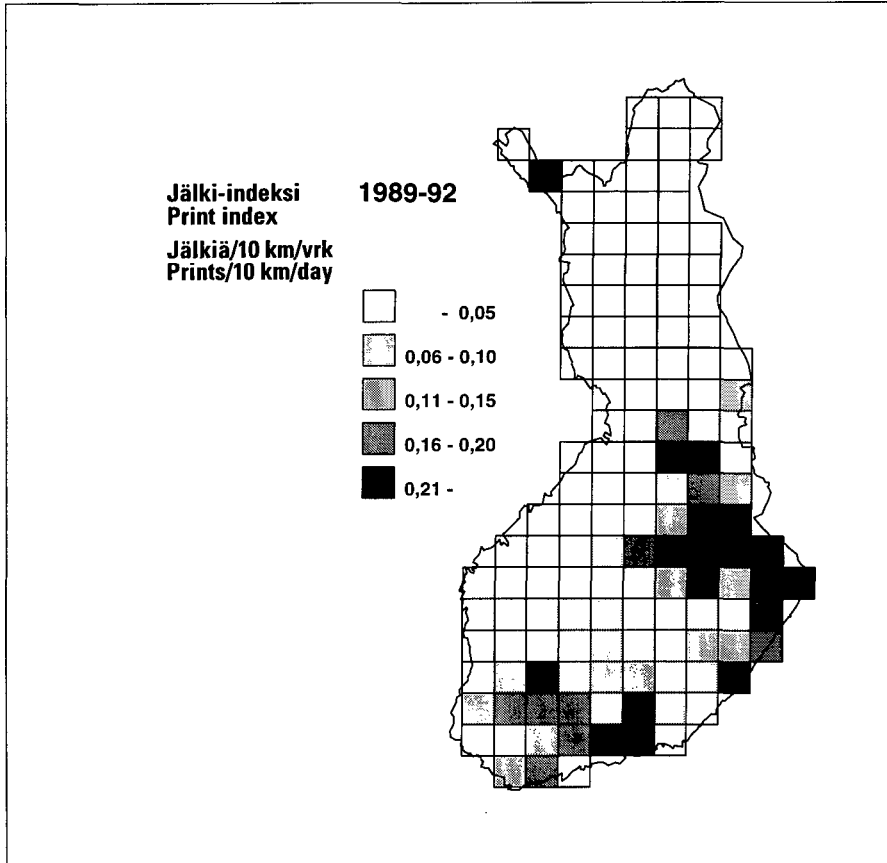 Jälki-indeksi 1989-92
Print index
Jälkiä/10 km/vrk
Prints/10 km/day
- 0,05
0,06 - 0,10
0,11 - 0,15
0,16 - 0,20
0,21 -